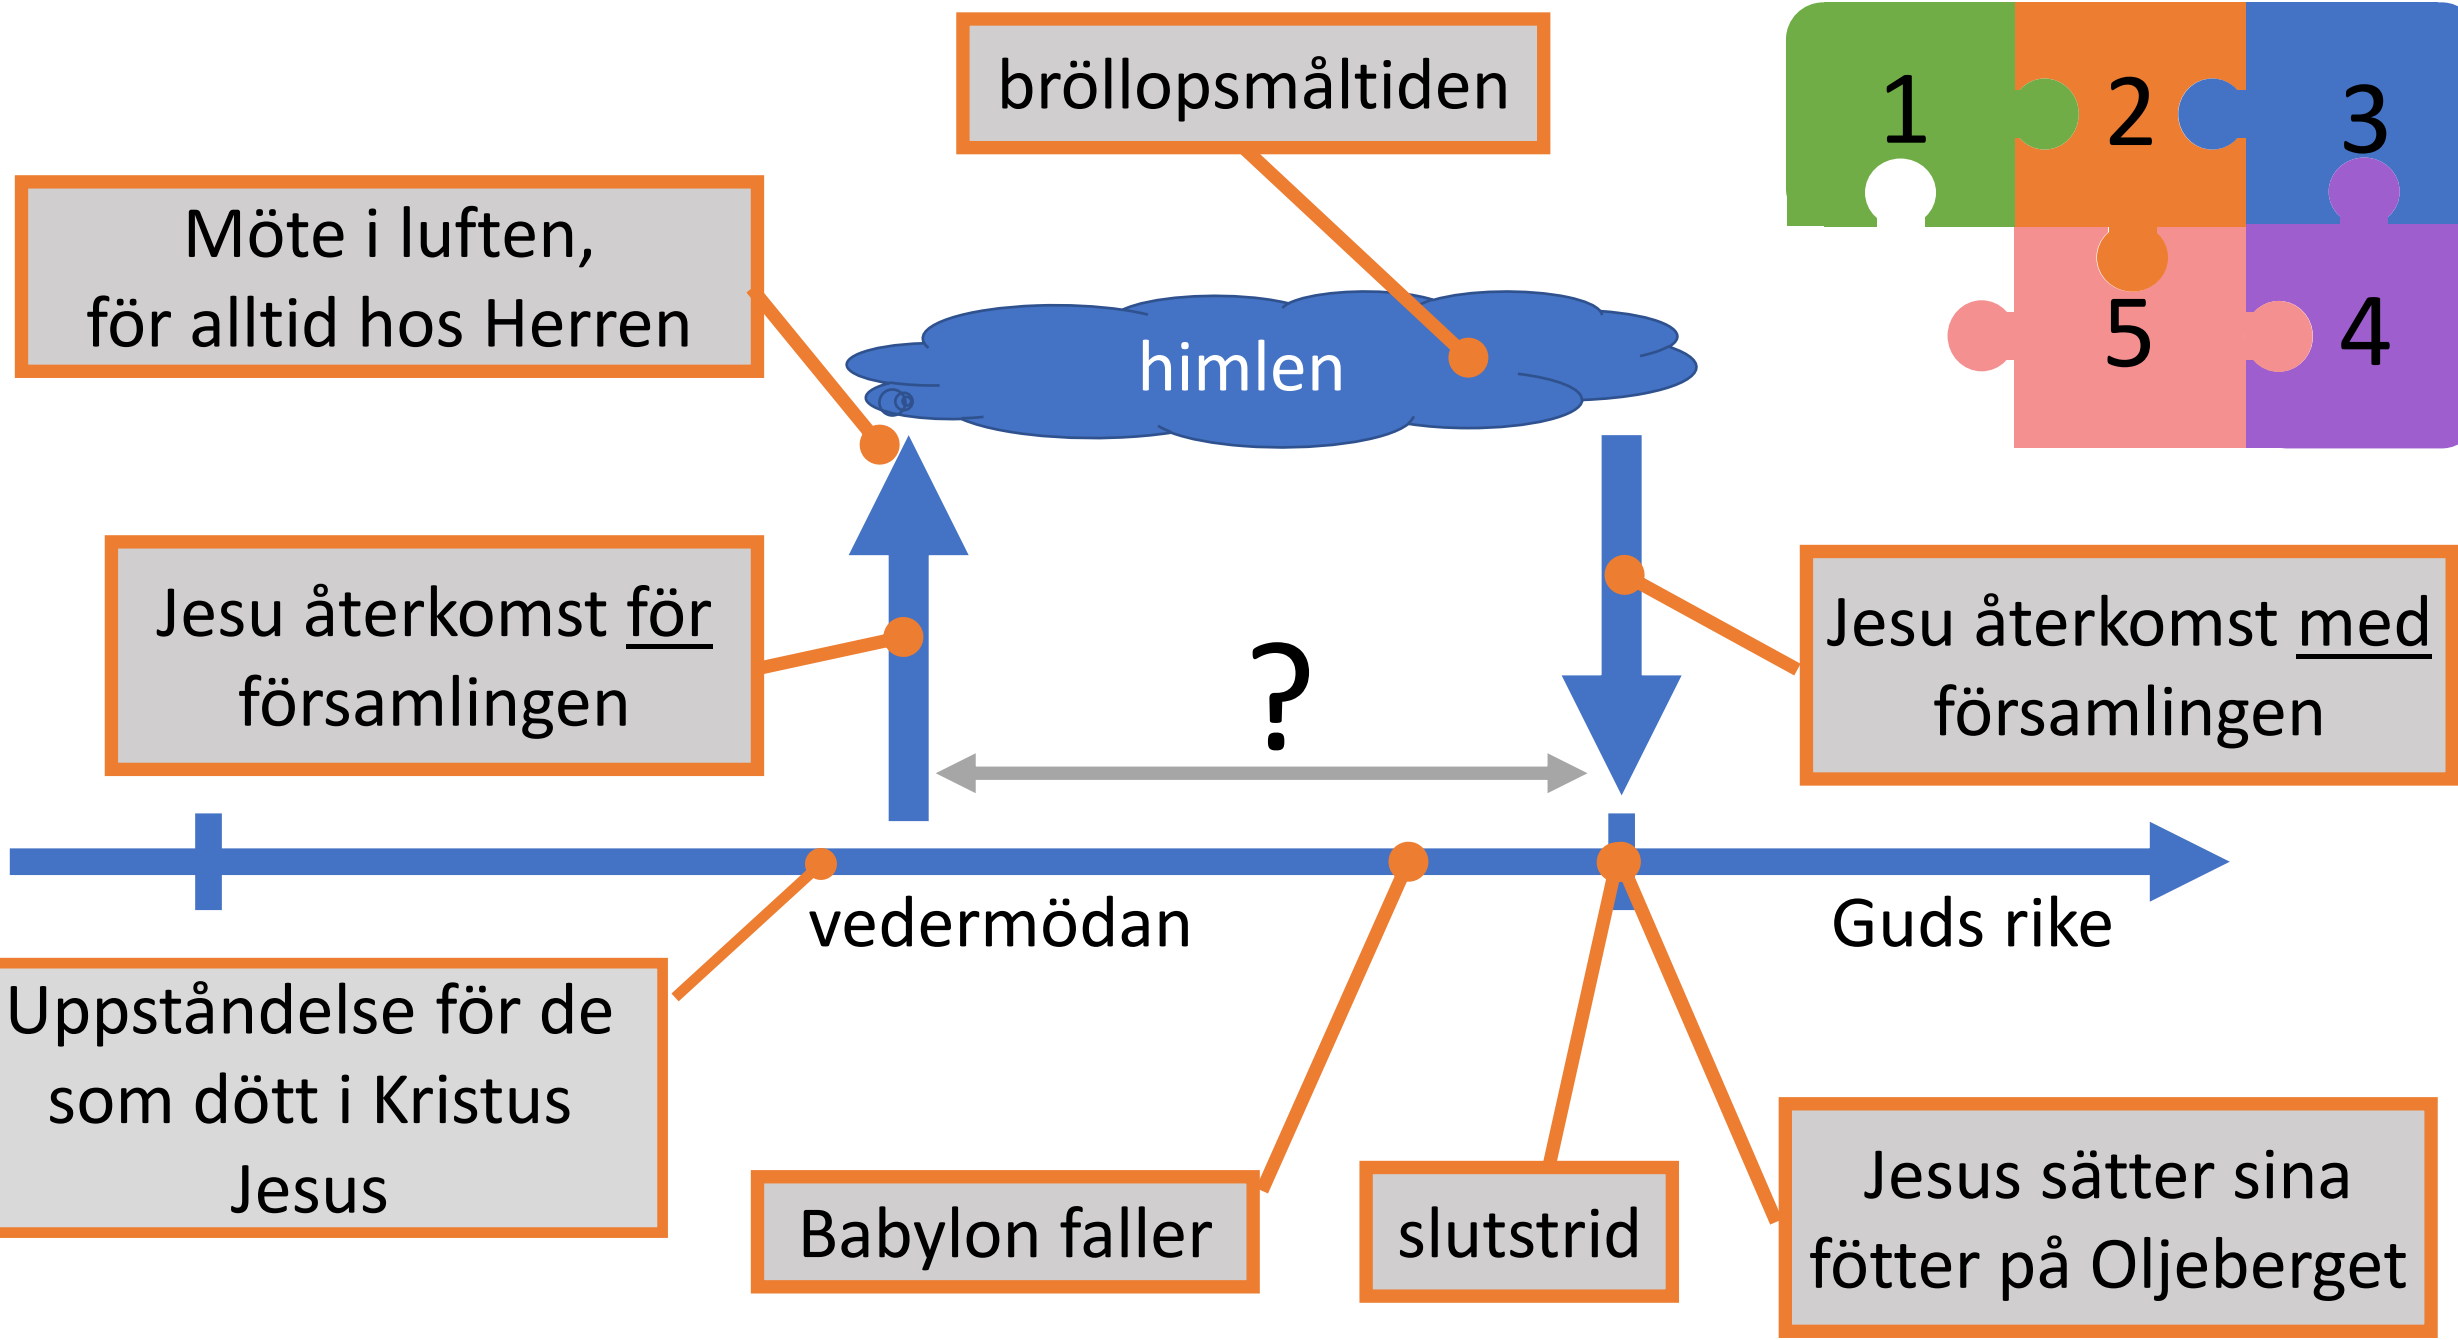 bröllopsmåltiden
1
2
3
Möte i luften,
för alltid hos Herren
himlen
5
4
Jesu återkomst för
församlingen
?
Jesu återkomst med
församlingen
vedermödan
Guds rike
Uppståndelse för de
som dött i Kristus
Jesus
Babylon faller
slutstrid
Jesus sätter sina
fötter på Oljeberget